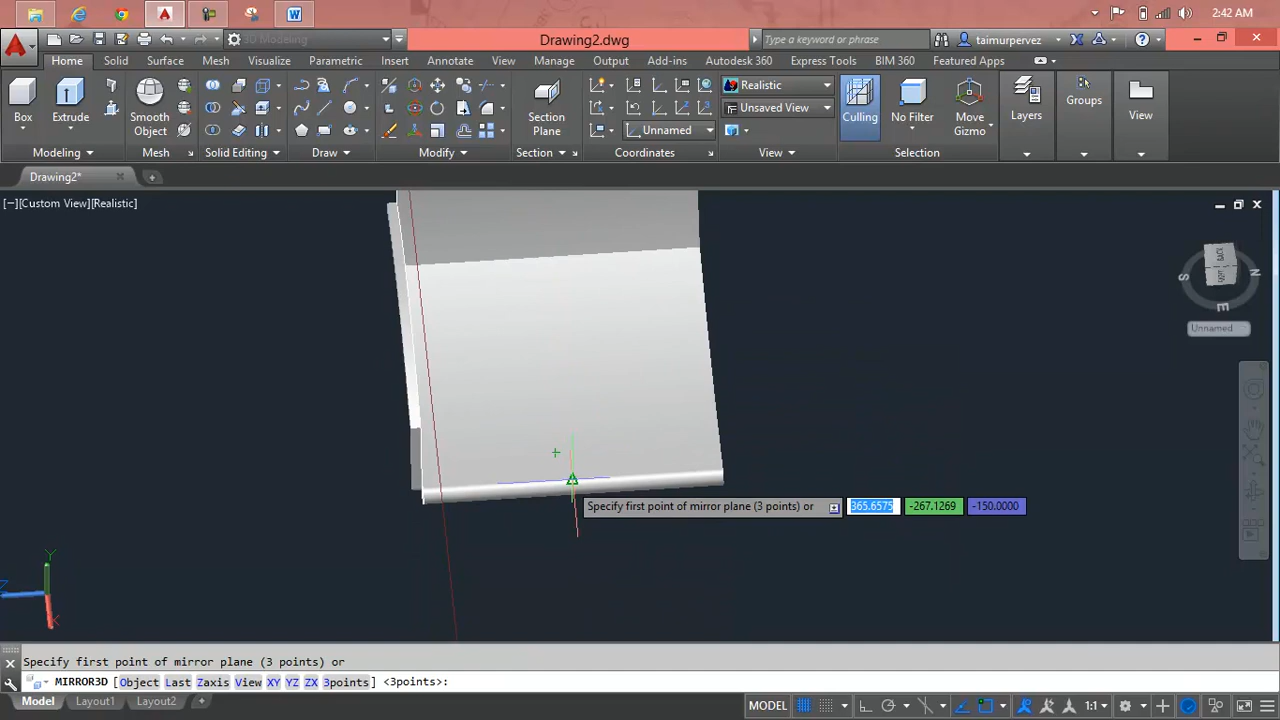 2:42 AM
3D Modeling
Drawing2.dwg
Type a keyword or phrase
taimurpervez
Home Solid Surface Mesh Visualize Parametric Insert Annotate View Manage Output Add-ins Autodesk 360 Express Tools BIM 360 Featured Apps
Realistic
Unsaved View
Unnamed
Box Extrude Smooth Object Section Plane Culling No Filter Move Gizmo Layers Groups View
Modeling Mesh Solid Editing Draw Modify Section Coordinates View Selection
Drawing2*
[−][Custom View][Realistic]
BACK
S
N
E
Unnamed
Specify first point of mirror plane (3 points) or 365.6575 -267.1269 -150.0000
Y
Z
X
Specify first point of mirror plane (3 points) or
MIRROR3D [Object Last Zaxis View XY YZ ZX 3points] <3points>:
Model Layout1 Layout2 MODEL 1:1